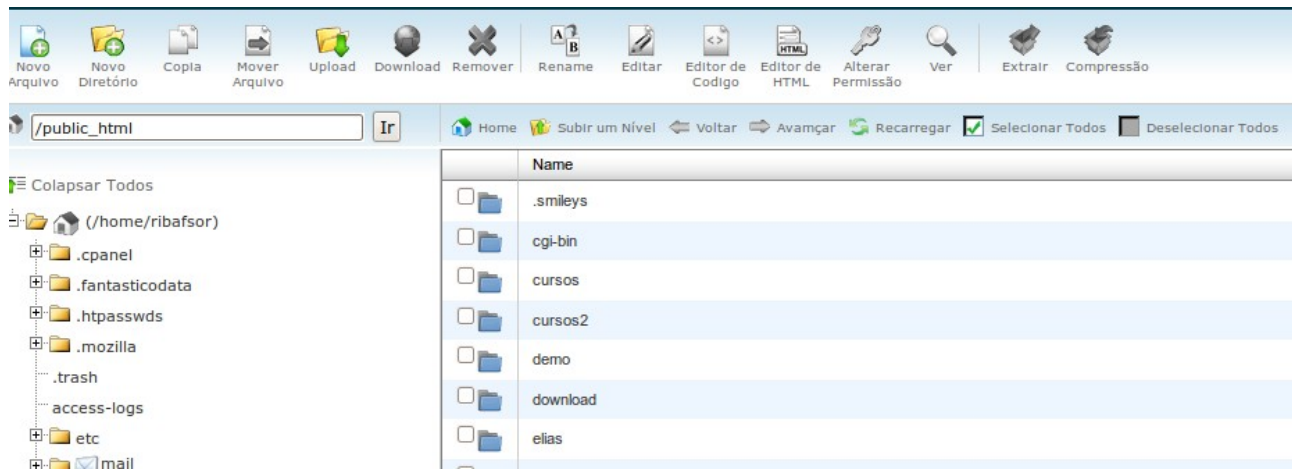 Novo Arquivo
Novo Diretório
Copia
Mover Arquivo
Upload
Download
Remover
Rename
Editar
Editor de Codigo
Editor de HTML
Alterar Permissão
Ver
Extrair
Compressão
/public_html
Ir
Home
Subir um Nível
Voltar
Avamçar
Recarregar
Selecionar Todos
Deselecionar Todos
Colapsar Todos
(/home/ribafsor)
.cpanel
.fantasticodata
.htpasswds
.mozilla
.trash
access-logs
etc
mail
Name
.smileys
cgi-bin
cursos
cursos2
demo
download
elias